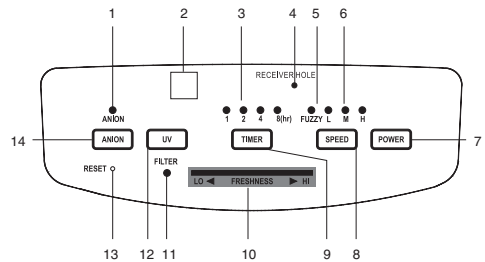 1 2 3 4 5 6
RECEIVER HOLE
ANION 1 2 4 8(hr) FUZZY L M H
14 ANION UV TIMER SPEED POWER 7
RESET FILTER
LO ◀ FRESHNESS ▶ HI
13 12 11 10 9 8